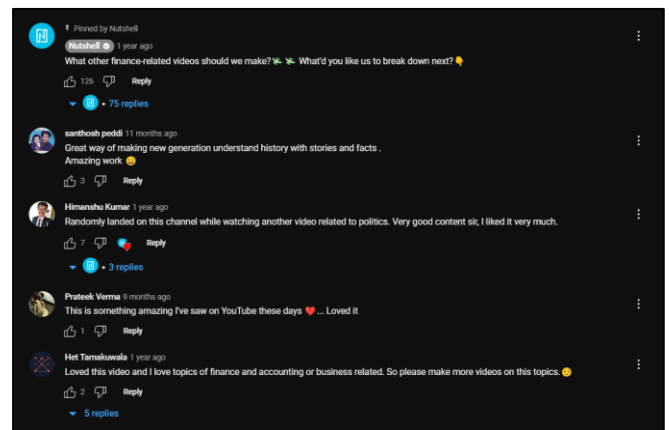 Pinned by Nutshell
Nutshell 1 year ago
What other finance-related videos should we make?💸 💸 What'd you like us to break down next?👇
126 Reply
• 75 replies
santhosh peddi 11 months ago
Great way of making new generation understand history with stories and facts .
Amazing work 😀
3 Reply
Himanshu Kumar 1 year ago
Randomly landed on this channel while watching another video related to politics. Very good content sir, I liked it very much.
7 Reply
• 3 replies
Prateek Verma 9 months ago
This is something amazing I've saw on YouTube these days ❤️ ... Loved it
1 Reply
Het Tamakuwala 1 year ago
Loved this video and I love topics of finance and accounting or business related. So please make more videos on this topics.☺️
2 Reply
5 replies